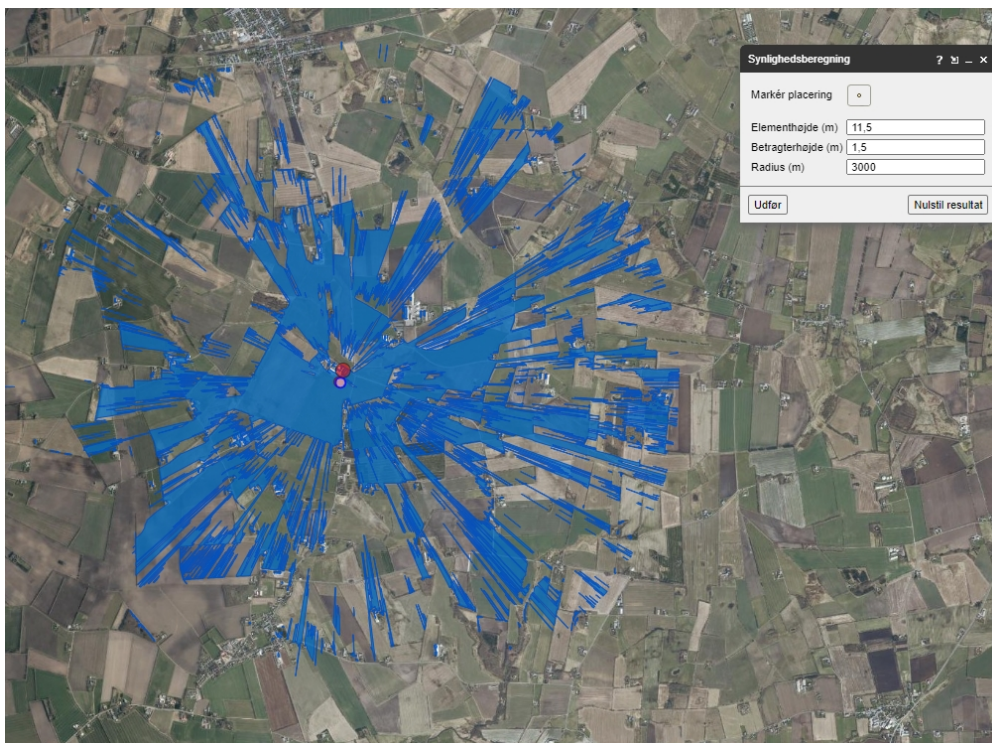 Synlighedsberegning
Markér placering
Elementhøjde (m) 11,5
Betragterhøjde (m) 1,5
Radius (m) 3000
Udfør Nulstil resultat